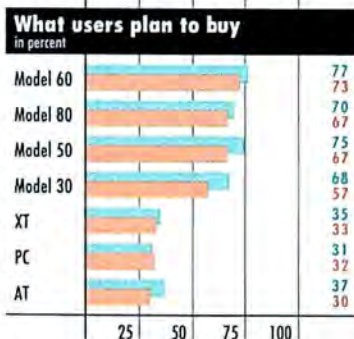 What users plan to buy
in percent
Model 60 77
73
Model 80 70
67
Model 50 75
67
Model 30 68
57
XT 35
33
PC 31
32
AT 37
30
25 50 75 100